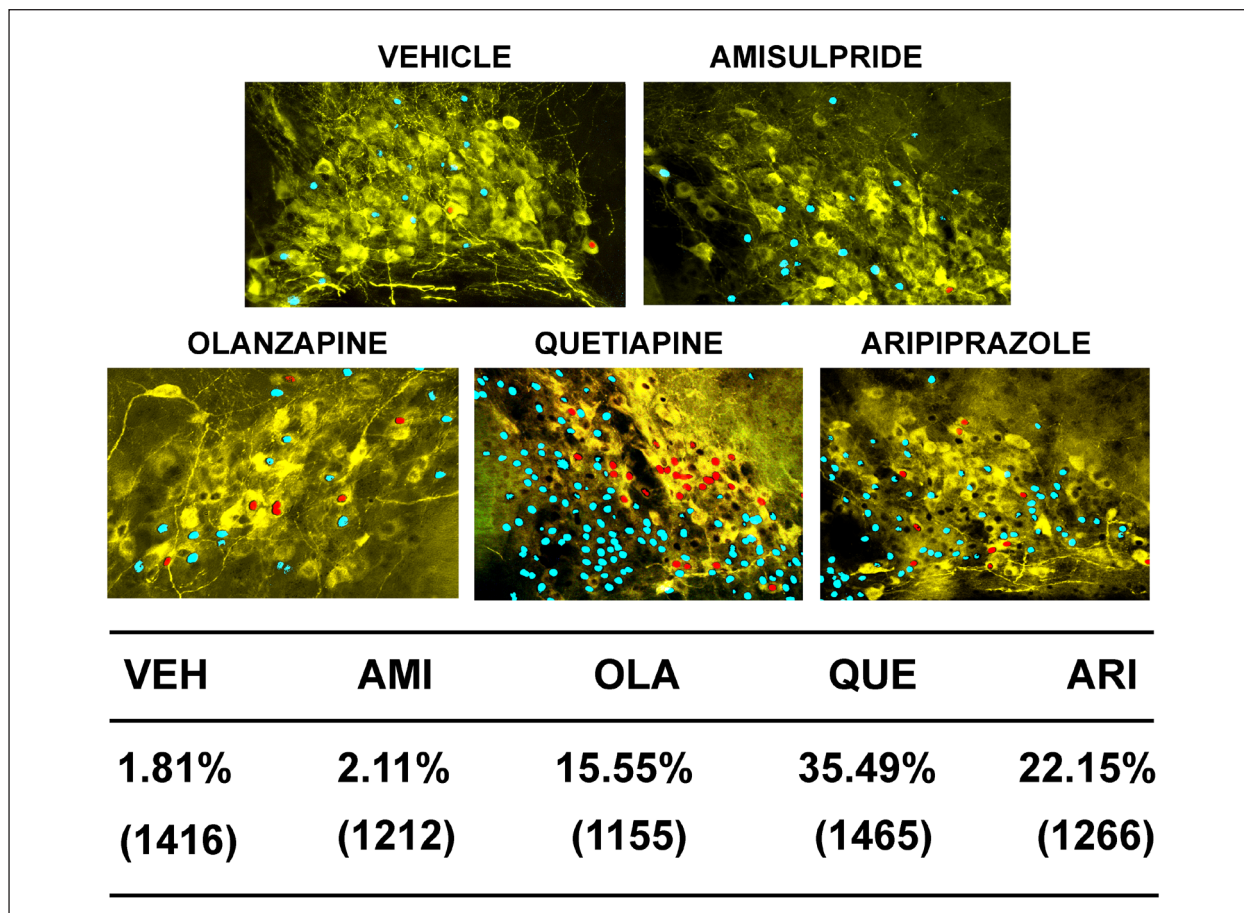 VEHICLE AMISULPRIDE
OLANZAPINE QUETIAPINE ARIPIPRAZOLE
VEH AMI OLA QUE ARI
1.81% 2.11% 15.55% 35.49% 22.15%
(1416) (1212) (1155) (1465) (1266)